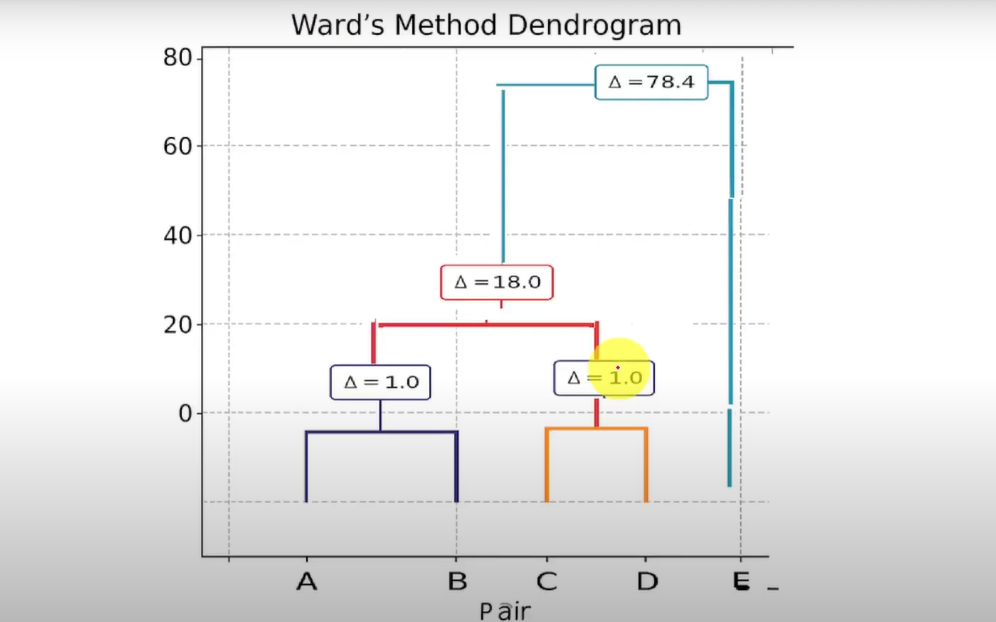 Ward's Method Dendrogram
80
Δ = 78.4
60
40
Δ = 18.0
20
Δ = 1.0
Δ = 1.0
0
A B C D E
Pair